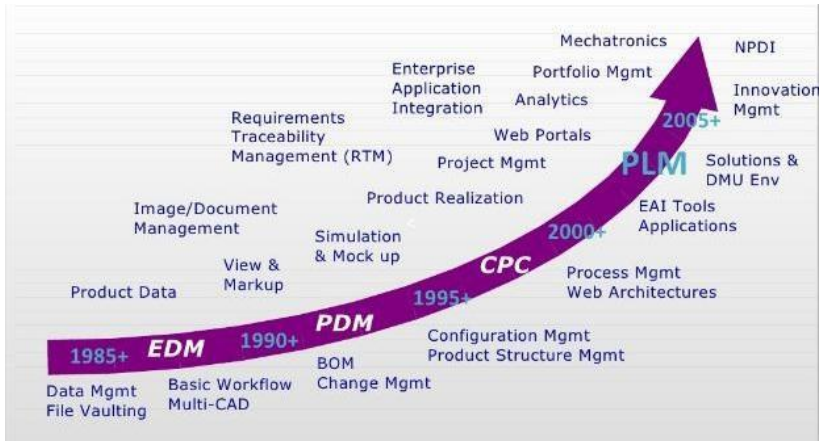 Mechatronics
NPDI
Enterprise
Application
Integration
Portfolio Mgmt
Analytics
Innovation
Mgmt
Requirements
Traceability
Management (RTM)
2005+
Web Portals
Project Mgmt
PLM
Solutions &
DMU Env
Product Realization
Image/Document
Management
EAI Tools
Applications
Simulation
& Mock up
2000+
View &
Markup
CPC
Process Mgmt
Web Architectures
Product Data
1995+
PDM
1990+
EDM
1985+
Configuration Mgmt
Product Structure Mgmt
BOM
Change Mgmt
Basic Workflow
Multi-CAD
Data Mgmt
File Vaulting